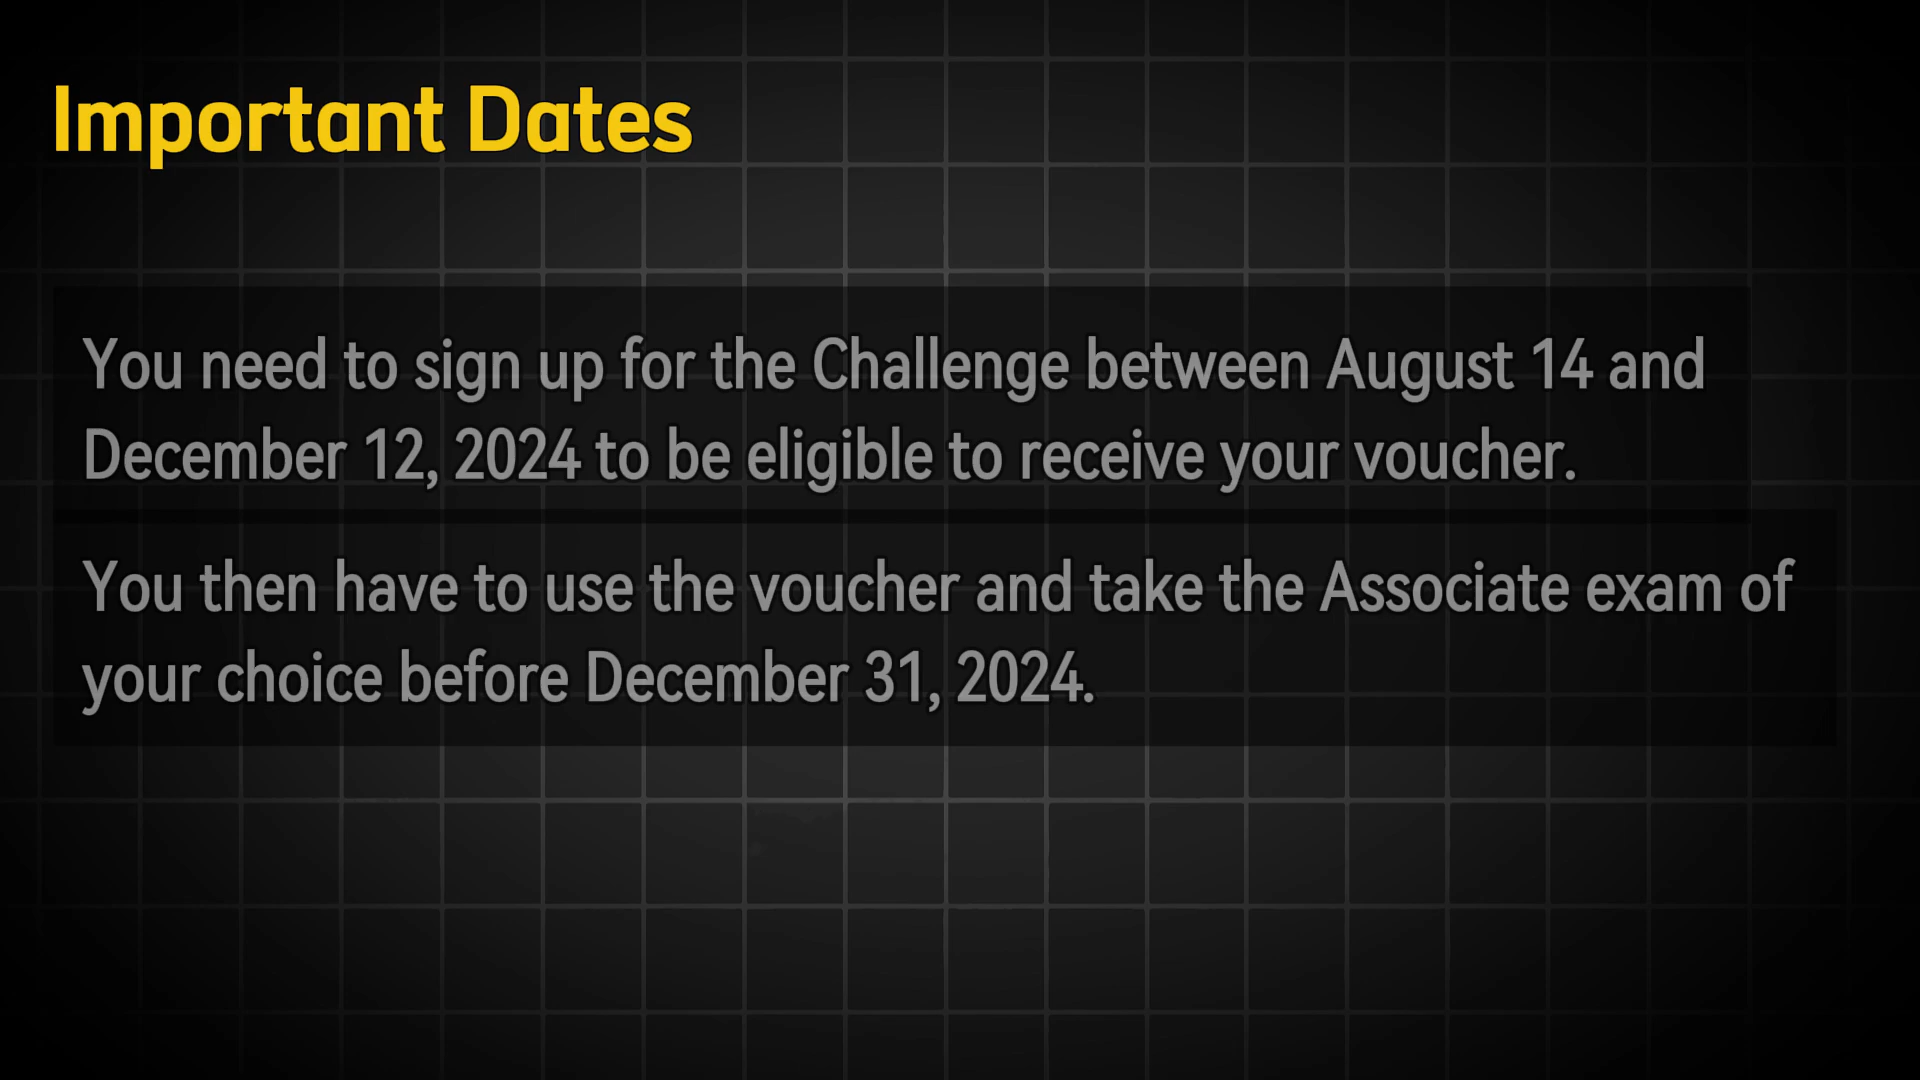 Important Dates
You need to sign up for the Challenge between August 14 and
December 12, 2024 to be eligible to receive your voucher.
You then have to use the voucher and take the Associate exam of
your choice before December 31, 2024.